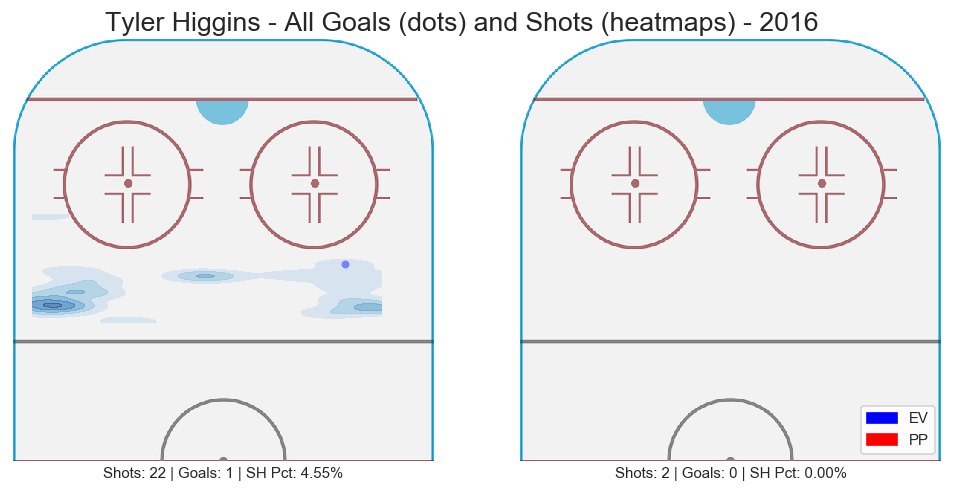 Tyler Higgins - All Goals (dots) and Shots (heatmaps) - 2016
EV
PP
Shots: 22 | Goals: 1 | SH Pct: 4.55%
Shots: 2 | Goals: 0 | SH Pct: 0.00%